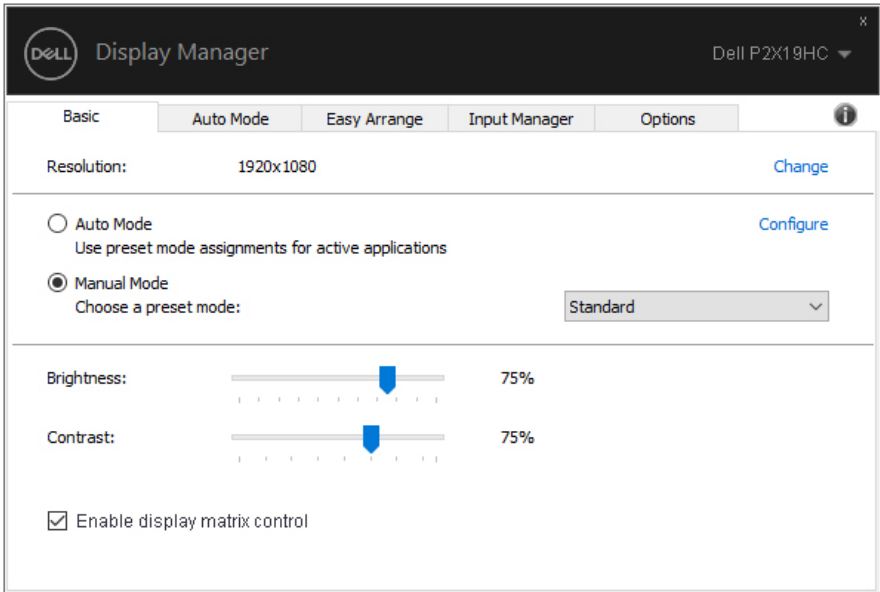 x
DELL Display Manager Dell P2X19HC
Basic Auto Mode Easy Arrange Input Manager Options i
Resolution: 1920x1080 Change
Auto Mode Configure
Use preset mode assignments for active applications
Manual Mode
Choose a preset mode: Standard
Brightness: 75%
Contrast: 75%
Enable display matrix control